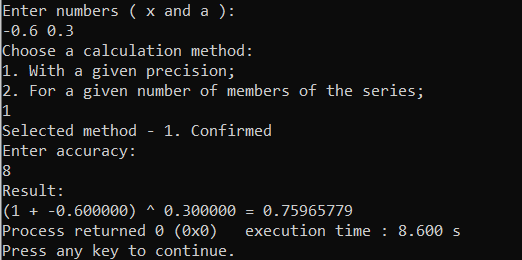 Enter numbers ( x and a ):
-0.6 0.3
Choose a calculation method:
1. With a given precision;
2. For a given number of members of the series;
1
Selected method - 1. Confirmed
Enter accuracy:
8
Result:
(1 + -0.600000) ^ 0.300000 = 0.75965779
Process returned 0 (0x0)   execution time : 8.600 s
Press any key to continue.